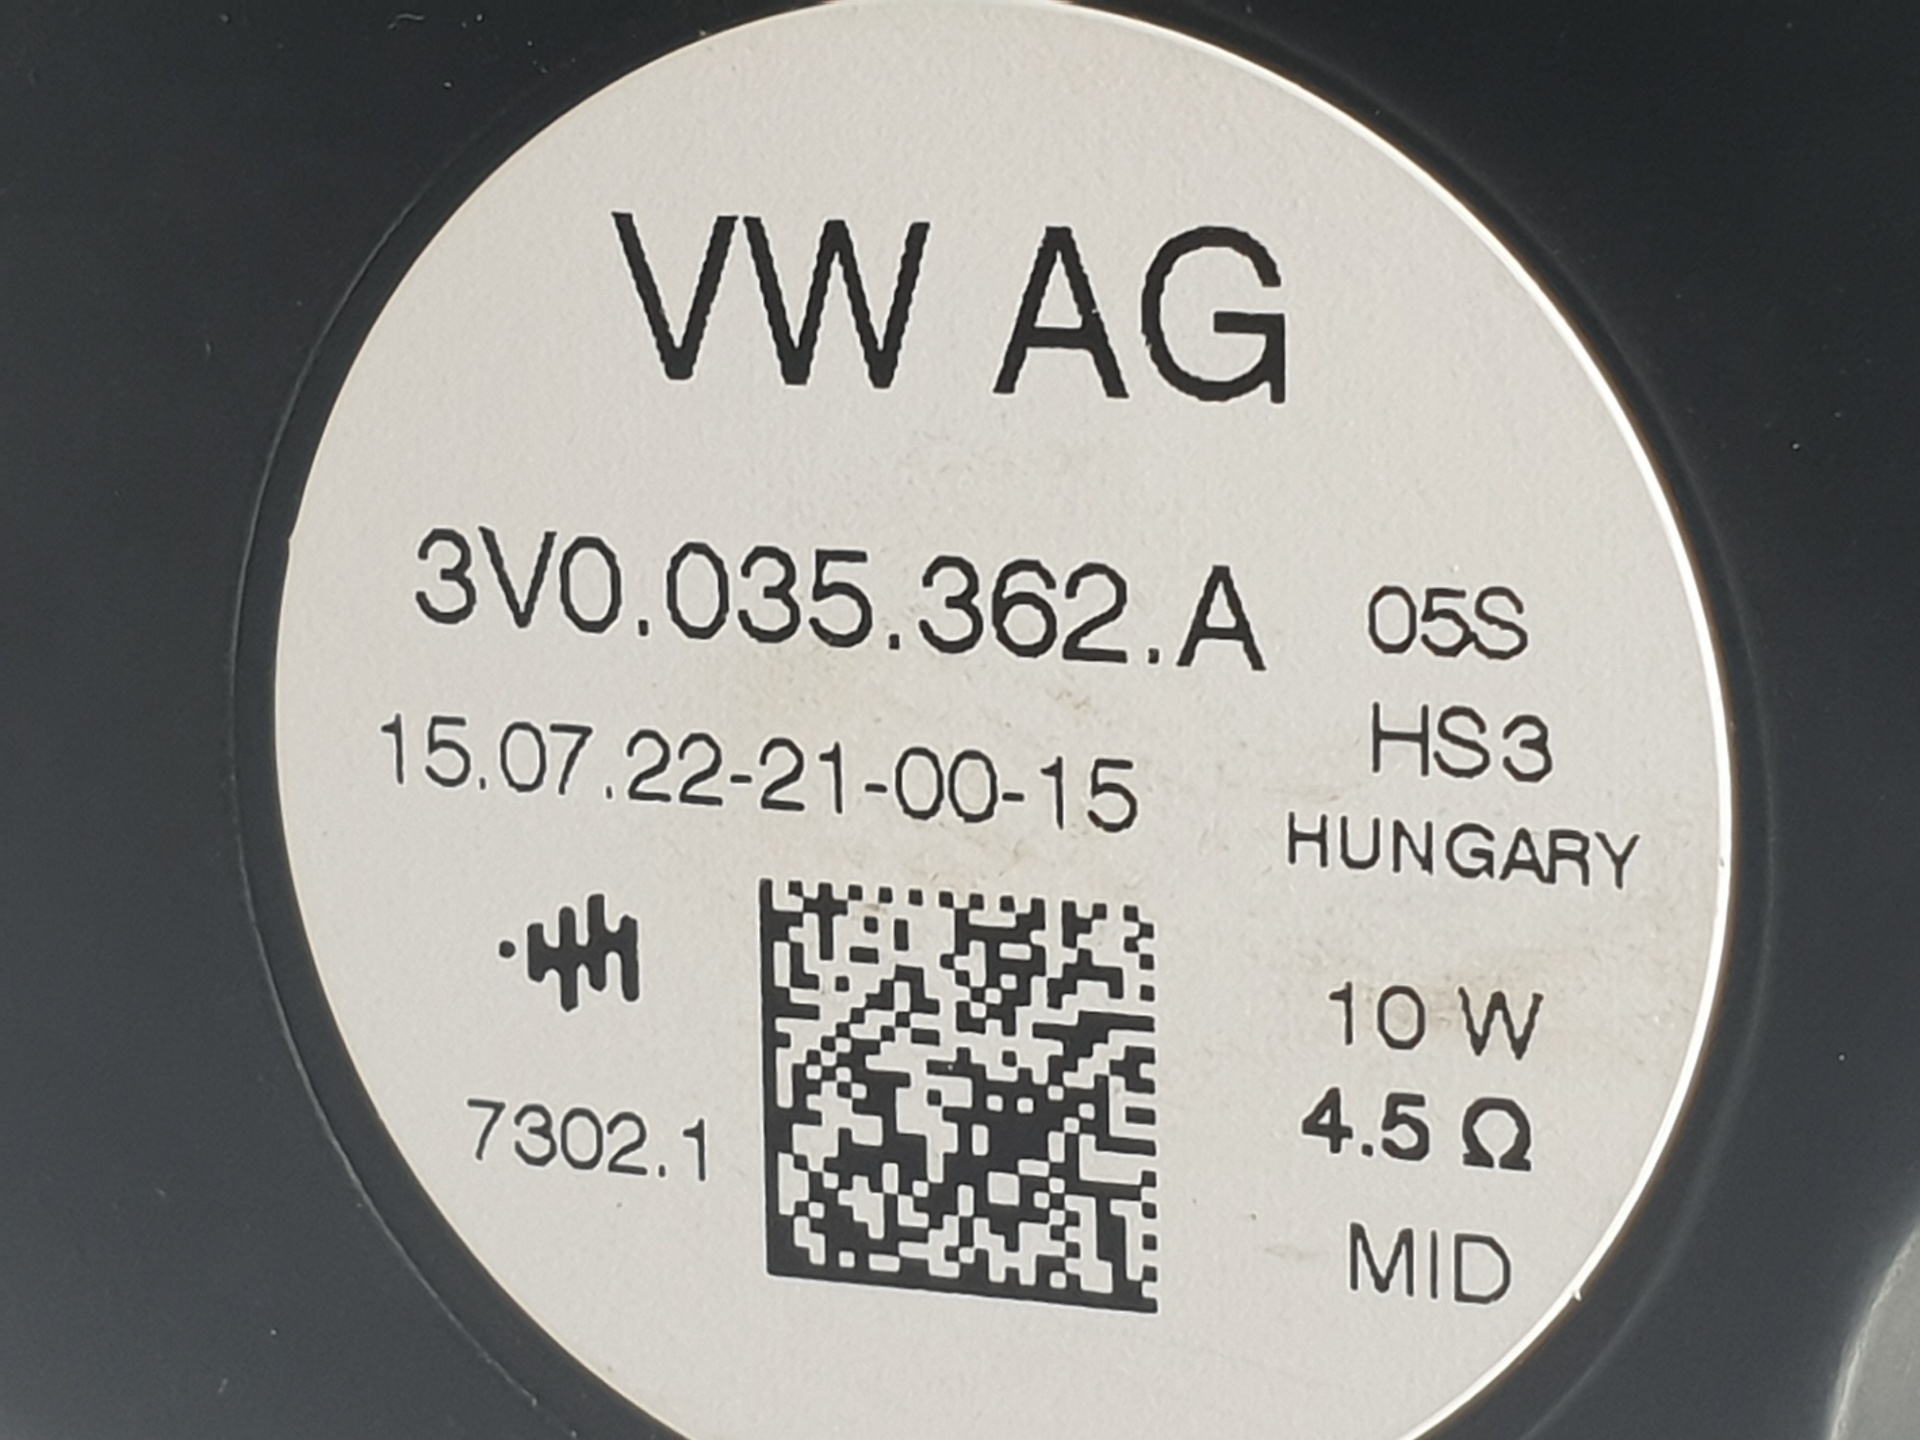 VW AG
3V0.035.362.A 05S
15.07.22-21-00-15 HS3
HUNGARY
10 W
7302.1 4.5 Ω
MID